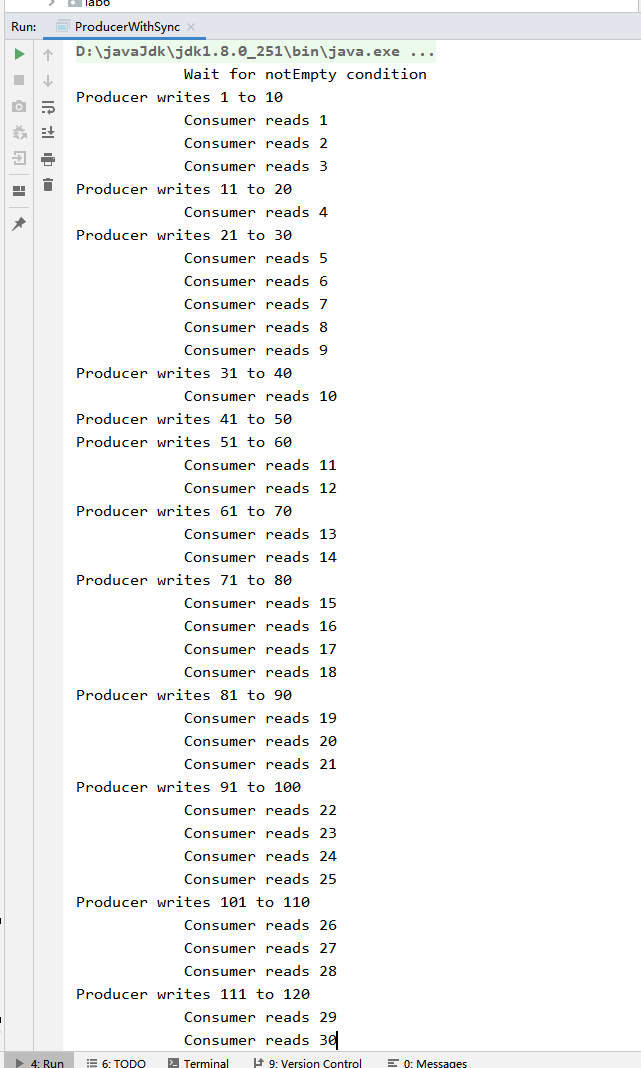 lab6
Run: ProducerWithSync
D:\javaJdk\jdk1.8.0_251\bin\java.exe ...
Wait for notEmpty condition
Producer writes 1 to 10
Consumer reads 1
Consumer reads 2
Consumer reads 3
Producer writes 11 to 20
Consumer reads 4
Producer writes 21 to 30
Consumer reads 5
Consumer reads 6
Consumer reads 7
Consumer reads 8
Consumer reads 9
Producer writes 31 to 40
Consumer reads 10
Producer writes 41 to 50
Producer writes 51 to 60
Consumer reads 11
Consumer reads 12
Producer writes 61 to 70
Consumer reads 13
Consumer reads 14
Producer writes 71 to 80
Consumer reads 15
Consumer reads 16
Consumer reads 17
Consumer reads 18
Producer writes 81 to 90
Consumer reads 19
Consumer reads 20
Consumer reads 21
Producer writes 91 to 100
Consumer reads 22
Consumer reads 23
Consumer reads 24
Consumer reads 25
Producer writes 101 to 110
Consumer reads 26
Consumer reads 27
Consumer reads 28
Producer writes 111 to 120
Consumer reads 29
Consumer reads 30
4: Run 6: TODO Terminal 9: Version Control 0: Messages